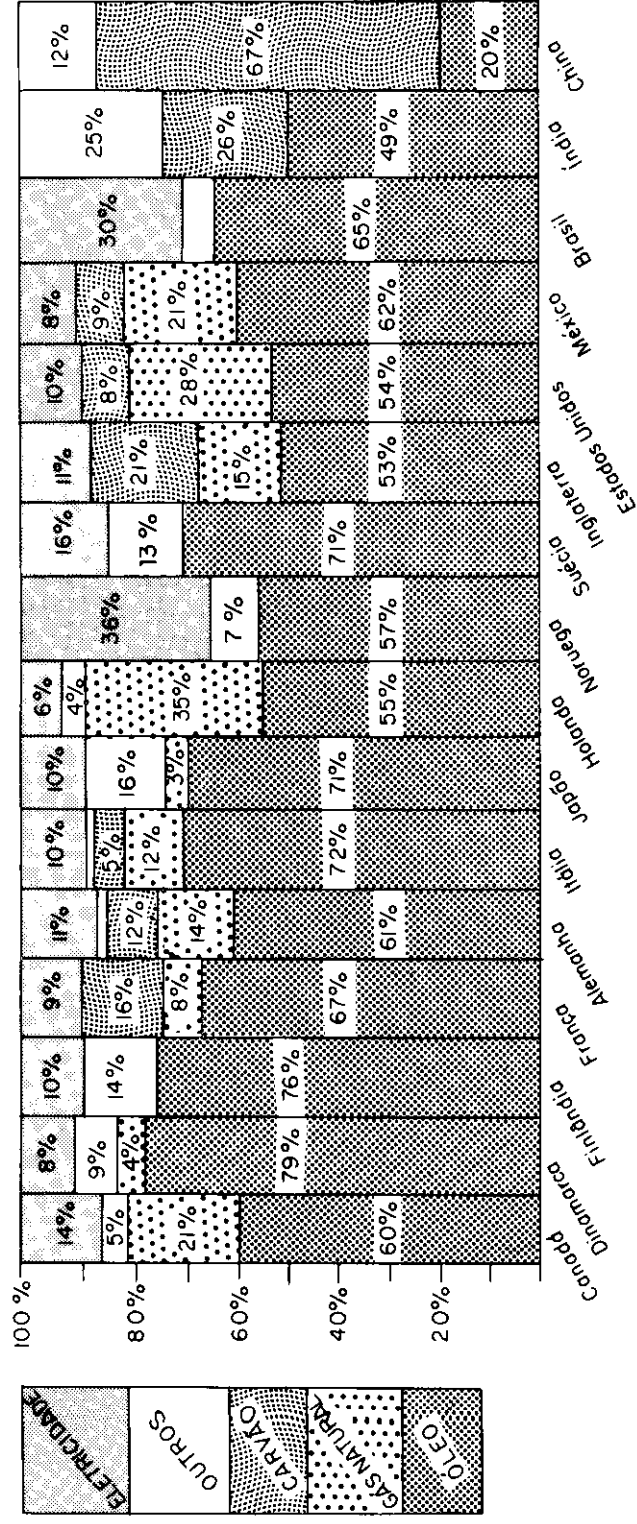 100 %
80%
60%
40%
20%
ELETRICIDADE
OUTROS
CARVÃO
GÁS NATURAL
ÓLEO
14%
5%
21%
60%
Canadá
8%
9%
4%
79%
Dinamarca
10%
14%
76%
Finlândia
9%
16%
8%
67%
França
11%
12%
14%
61%
Alemanha
10%
5%
12%
72%
Itália
10%
16%
3%
71%
Japão
6%
4%
35%
55%
Holanda
36%
7%
57%
Noruega
16%
13%
71%
Suécia
11%
21%
15%
53%
Inglaterra
10%
8%
28%
54%
Estados Unidos
8%
9%
21%
62%
México
30%
65%
Brasil
25%
26%
49%
Índia
12%
67%
20%
China